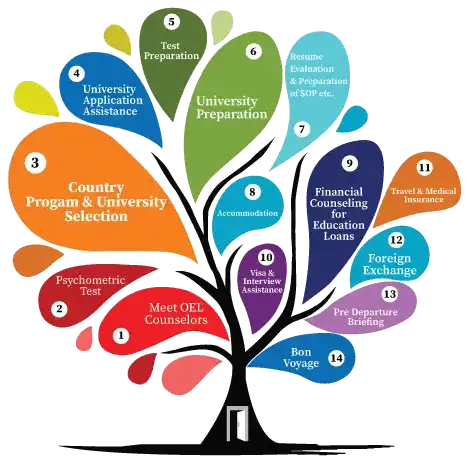 1
Meet OEL
Counselors
2
Psychometric
Test
3
Country
Progam & University
Selection
4
University
Application
Assistance
5
Test
Preparation
6
University
Preparation
Resume
Evaluation
& Preparation
of SOP etc.
7
8
Accommodation
9
Financial
Counseling
for
Education
Loans
10
Visa &
Interview
Assistance
11
Travel & Medical
Insurance
12
Foreign
Exchange
13
Pre Departure
Briefing
Bon
Voyage
14